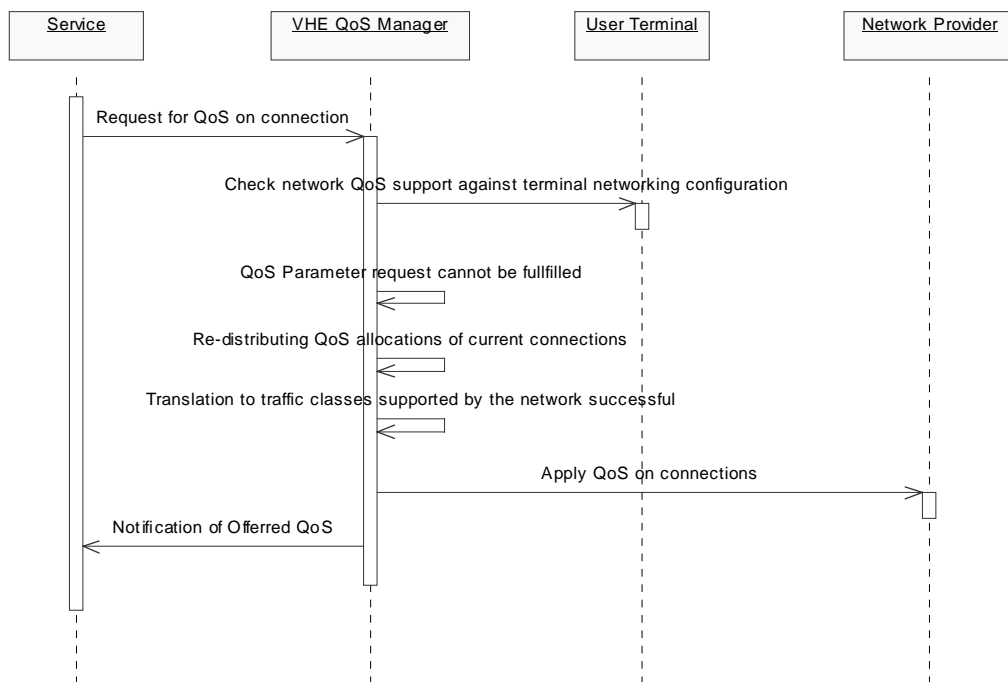 Service
VHE QoS Manager
User Terminal
Network Provider
Request for QoS on connection
Check network QoS support against terminal networking configuration
QoS Parameter request cannot be fullfilled
Re-distributing QoS allocations of current connections
Translation to traffic classes supported by the network successful
Apply QoS on connections
Notification of Offerred QoS